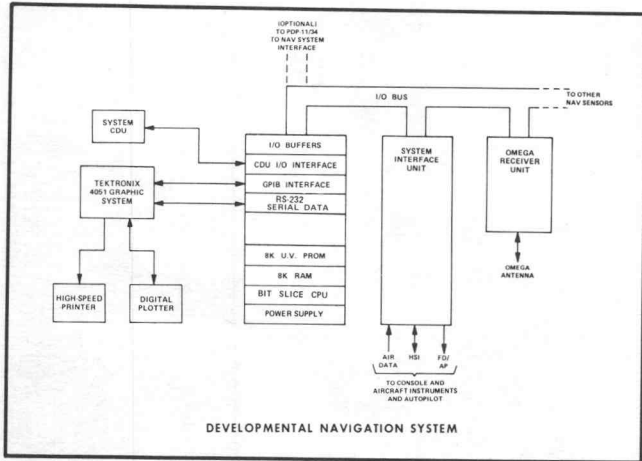 (OPTIONAL)
TO PDP-11/34
TO NAV SYSTEM
INTERFACE
I/O BUS
TO OTHER
NAV SENSORS
SYSTEM
CDU
TEKTRONIX
4051 GRAPHIC
SYSTEM
HIGH-SPEED
PRINTER
DIGITAL
PLOTTER
I/O BUFFERS
CDU I/O INTERFACE
GPIB INTERFACE
RS-232
SERIAL DATA
8K U.V. PROM
8K RAM
BIT SLICE CPU
POWER SUPPLY
SYSTEM
INTERFACE
UNIT
OMEGA
RECEIVER
UNIT
OMEGA
ANTENNA
AIR
DATA
HSI
FD/
AP
TO CONSOLE AND
AIRCRAFT INSTRUMENTS
AND AUTOPILOT
DEVELOPMENTAL NAVIGATION SYSTEM